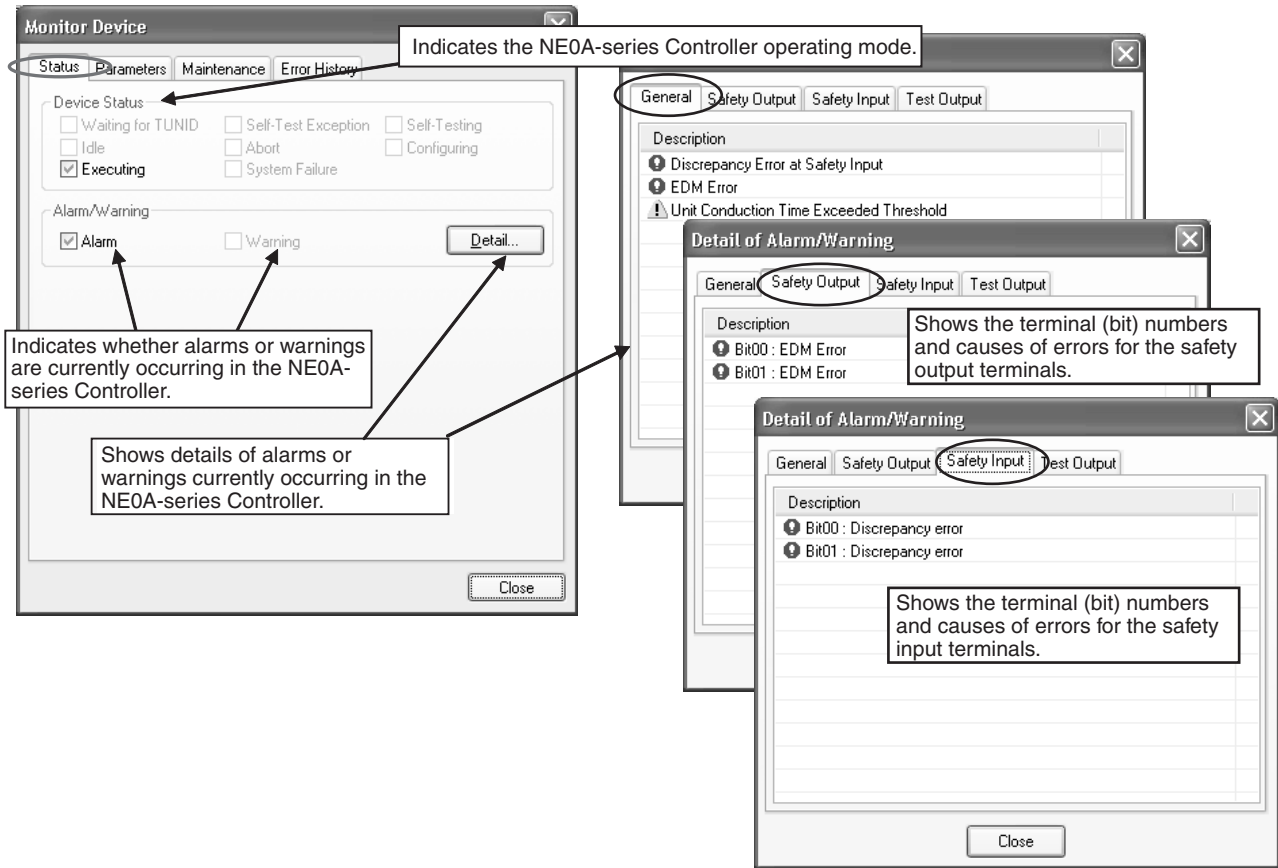 Monitor Device
Indicates the NE0A-series Controller operating mode.
Status Parameters Maintenance Error History
Device Status
Waiting for TUNID Self-Test Exception Self-Testing
Idle Abort Configuring
Executing System Failure
Alarm/Warning
Alarm Warning Detail...
Indicates whether alarms or warnings
are currently occurring in the NE0A-
series Controller.
Shows details of alarms or
warnings currently occurring in the
NE0A-series Controller.
Close
General Safety Output Safety Input Test Output
Description
Discrepancy Error at Safety Input
EDM Error
Unit Conduction Time Exceeded Threshold
Detail of Alarm/Warning
General Safety Output Safety Input Test Output
Description
Bit00 : EDM Error
Bit01 : EDM Error
Shows the terminal (bit) numbers
and causes of errors for the safety
output terminals.
Detail of Alarm/Warning
General Safety Output Safety Input Test Output
Description
Bit00 : Discrepancy error
Bit01 : Discrepancy error
Shows the terminal (bit) numbers
and causes of errors for the safety
input terminals.
Close